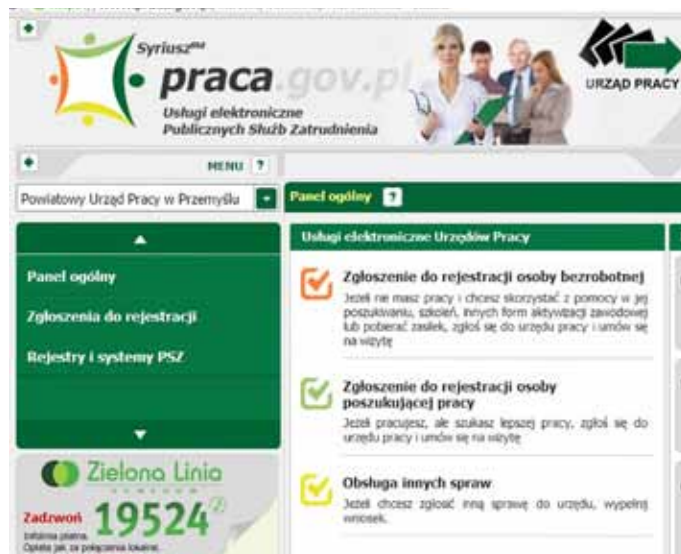 Syriusz
praca.gov.pl
Usługi elektroniczne
Publicznych Służb Zatrudnienia
URZĄD PRACY
MENU ?
Powiatowy Urząd Pracy w Przemyślu
Panel ogólny ?
Panel ogólny
Zgłoszenia do rejestracji
Rejestry i systemy PSZ
Usługi elektroniczne Urzędów Pracy
Zgłoszenie do rejestracji osoby bezrobotnej
Jeżeli nie masz pracy i chcesz skorzystać z pomocy w jej
poszukiwaniu, szkoleń, innych form aktywizacji zawodowej
lub pobierać zasiłek, zgłoś się do urzędu pracy i umów się
na wizytę
Zgłoszenie do rejestracji osoby
poszukującej pracy
Jeżeli pracujesz, ale szukasz lepszej pracy, zgłoś się do
urzędu pracy i umów się na wizytę
Obsługa innych spraw
Jeżeli chcesz zgłosić inną sprawę do urzędu, wypełnij
wniosek.
Zielona Linia
Zadzwoń 19524
Infolinia płatna.
Opłata jak za połączenia lokalne.